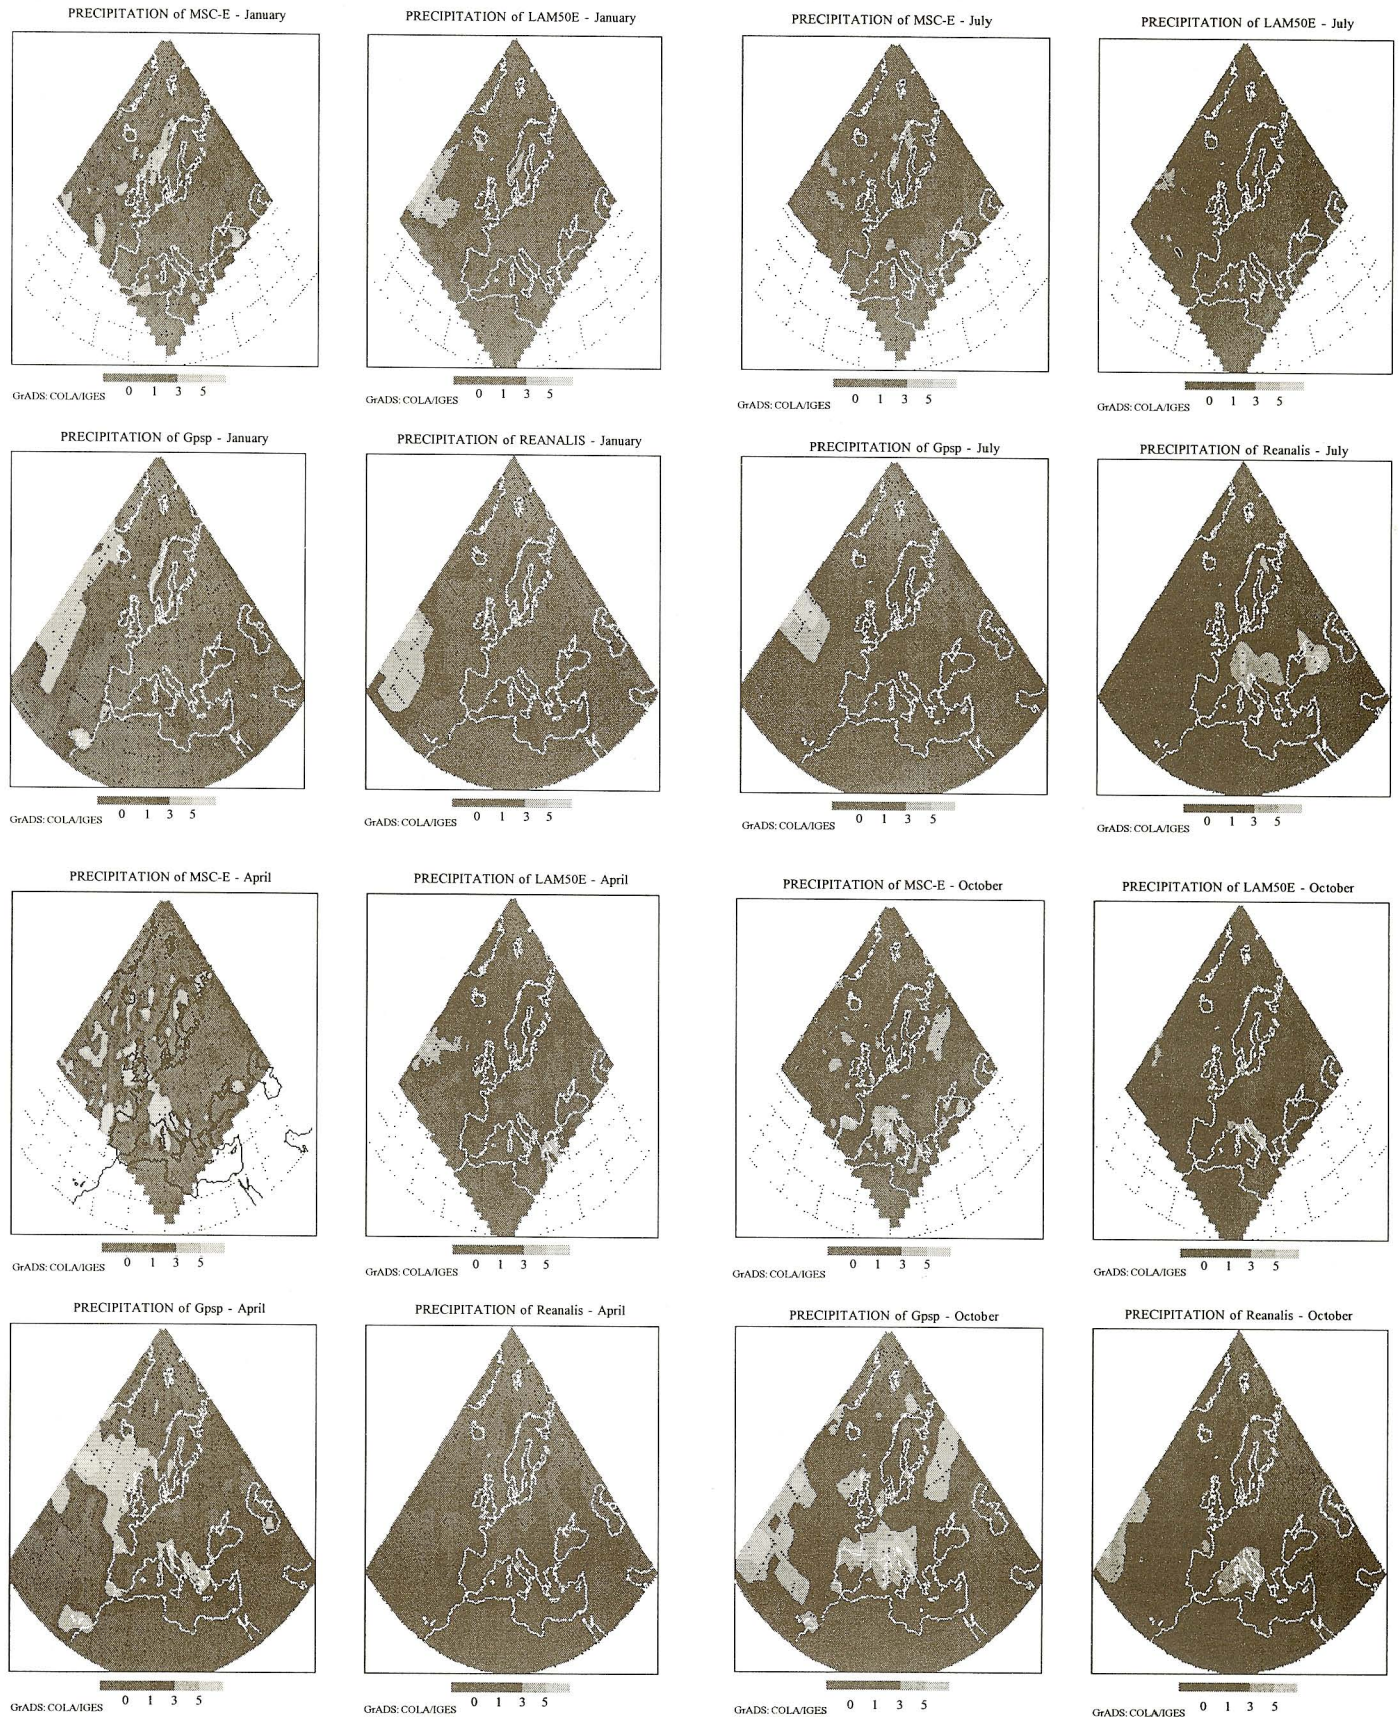 PRECIPITATION of MSC-E - January
PRECIPITATION of LAM50E - January
PRECIPITATION of MSC-E - July
PRECIPITATION of LAM50E - July
0 1 3 5
GrADS: COLA/IGES
0 1 3 5
GrADS: COLA/IGES
0 1 3 5
GrADS: COLA/IGES
0 1 3 5
GrADS: COLA/IGES
PRECIPITATION of Gpsp - January
PRECIPITATION of REANALIS - January
PRECIPITATION of Gpsp - July
PRECIPITATION of Reanalis - July
0 1 3 5
GrADS: COLA/IGES
0 1 3 5
GrADS: COLA/IGES
0 1 3 5
GrADS: COLA/IGES
0 1 3 5
GrADS: COLA/IGES
PRECIPITATION of MSC-E - April
PRECIPITATION of LAM50E - April
PRECIPITATION of MSC-E - October
PRECIPITATION of LAM50E - October
0 1 3 5
GrADS: COLA/IGES
0 1 3 5
GrADS: COLA/IGES
0 1 3 5
GrADS: COLA/IGES
0 1 3 5
GrADS: COLA/IGES
PRECIPITATION of Gpsp - April
PRECIPITATION of Reanalis - April
PRECIPITATION of Gpsp - October
PRECIPITATION of Reanalis - October
0 1 3 5
GrADS: COLA/IGES
0 1 3 5
GrADS: COLA/IGES
0 1 3 5
GrADS: COLA/IGES
0 1 3 5
GrADS: COLA/IGES